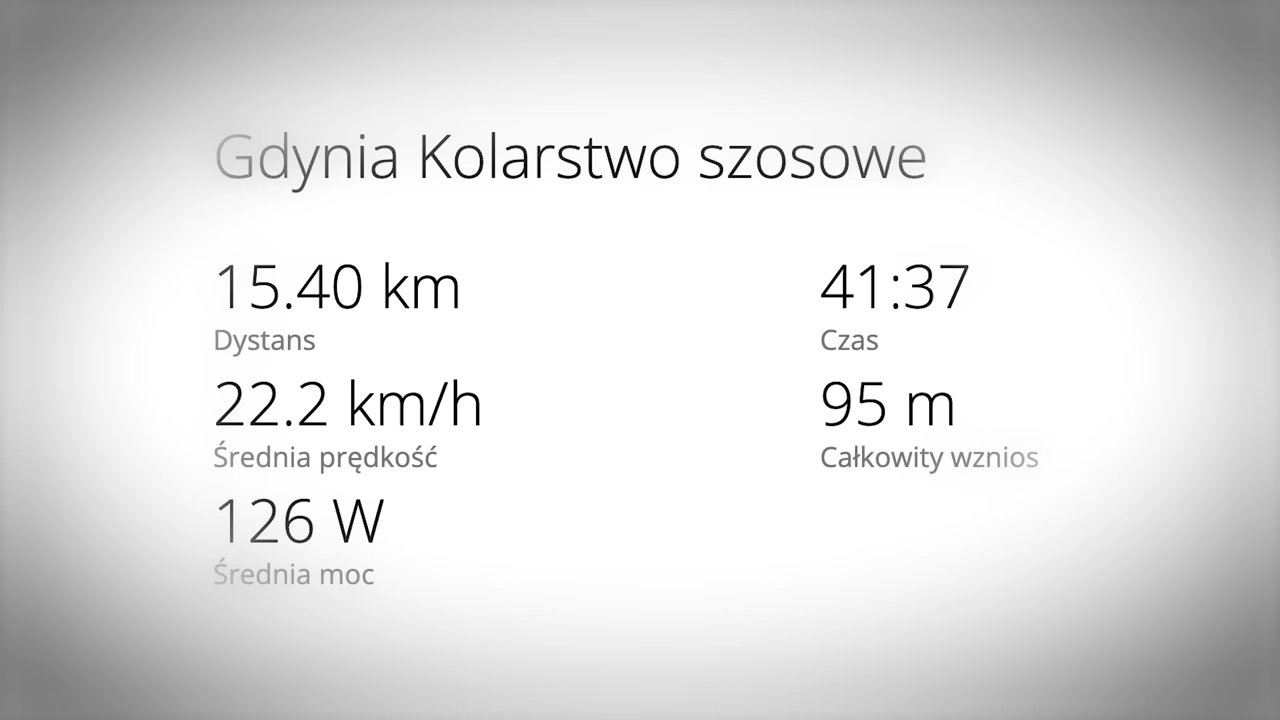 Gdynia Kolarstwo szosowe
15.40 km
Dystans
41:37
Czas
22.2 km/h
Średnia prędkość
95 m
Całkowity wznios
126 W
Średnia moc